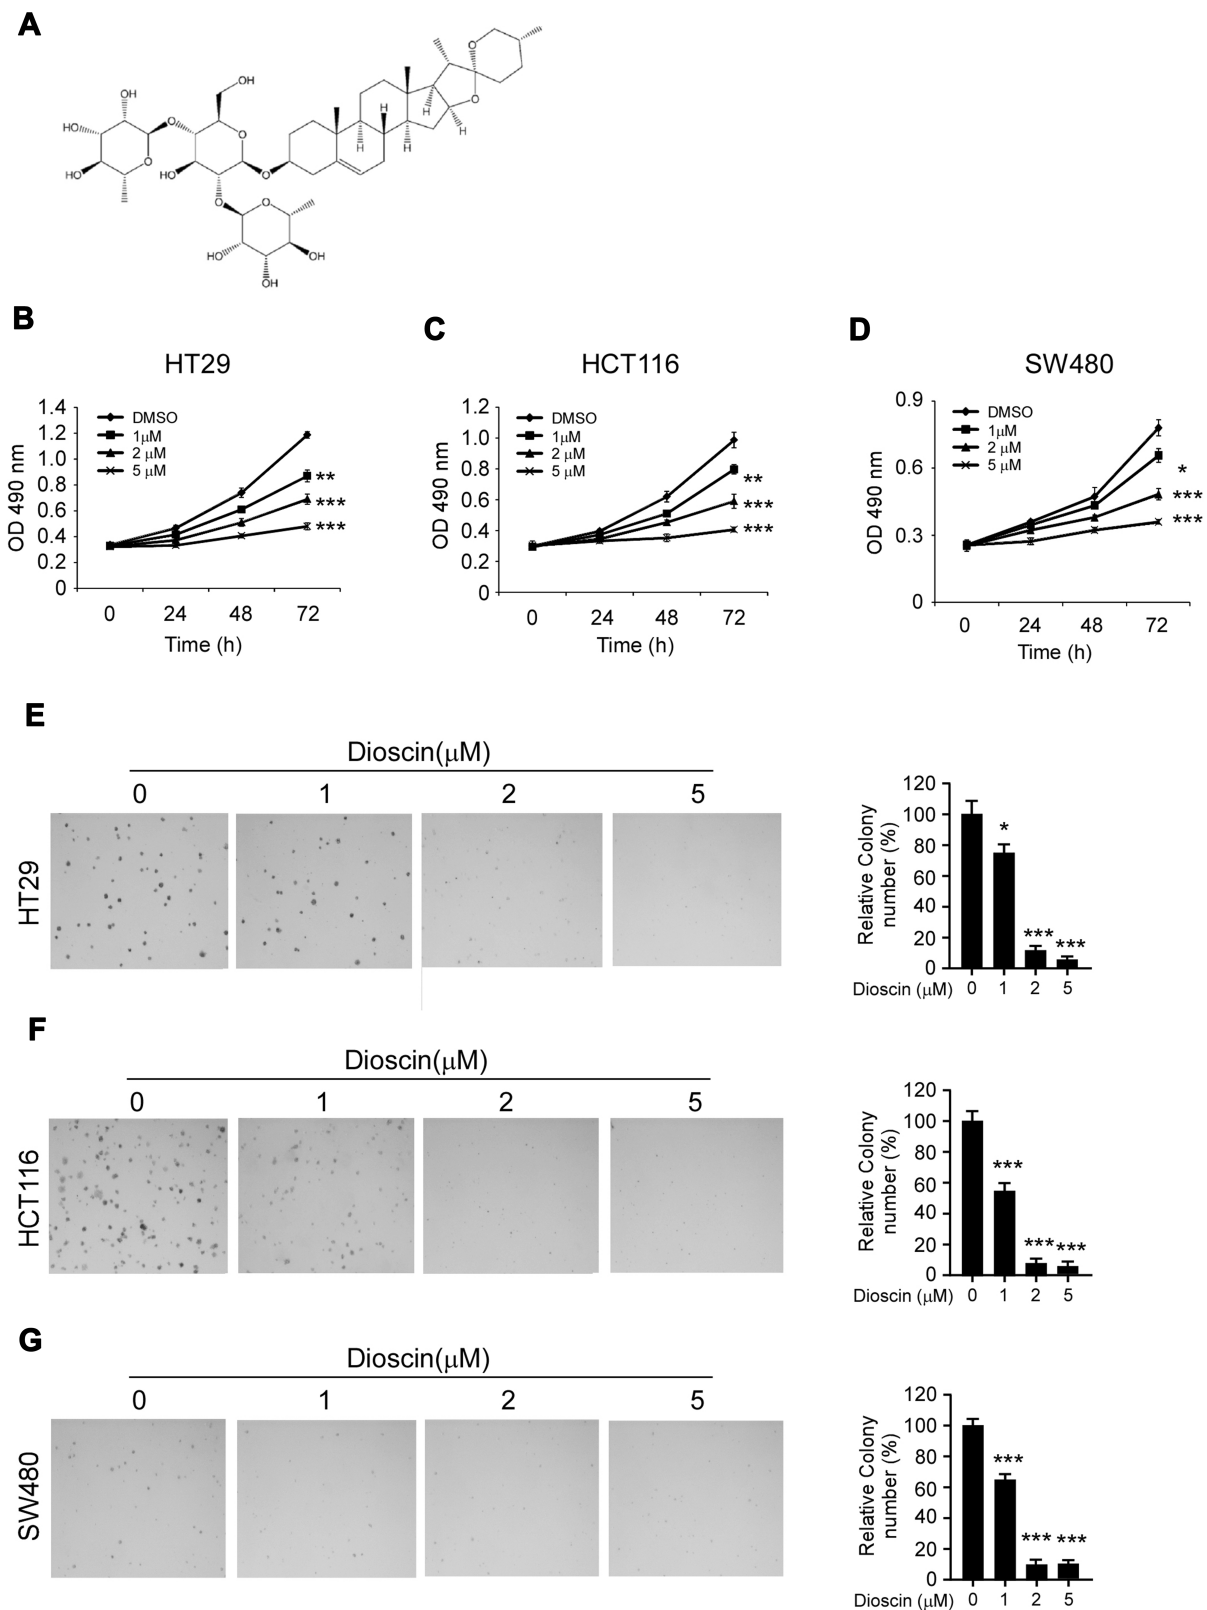 A
OH
OH
HO
O
O
HO
O
HO
O
O
O
HO
OH
OH
H
H
H
H
H
O
O
B
HT29
1.4
1.2
1.0
0.8
0.6
0.4
0.2
0
OD 490 nm
DMSO
1μM
2 μM
5 μM
**
***
***
0 24 48 72
Time (h)
C
HCT116
1.2
1.0
0.8
0.6
0.4
0.2
0
OD 490 nm
DMSO
1μM
2 μM
5 μM
**
***
***
0 24 48 72
Time (h)
D
SW480
0.9
0.6
0.3
0
OD 490 nm
DMSO
1μM
2 μM
5 μM
*
***
***
0 24 48 72
Time (h)
E
Dioscin(μM)
0 1 2 5
HT29
Relative Colony
number (%)
120
100
80
60
40
20
0
*
***
***
Dioscin (μM) 0 1 2 5
F
Dioscin(μM)
0 1 2 5
HCT116
Relative Colony
number (%)
120
100
80
60
40
20
0
***
***
***
Dioscin (μM) 0 1 2 5
G
Dioscin(μM)
0 1 2 5
SW480
Relative Colony
number (%)
120
100
80
60
40
20
0
***
***
***
Dioscin (μM) 0 1 2 5